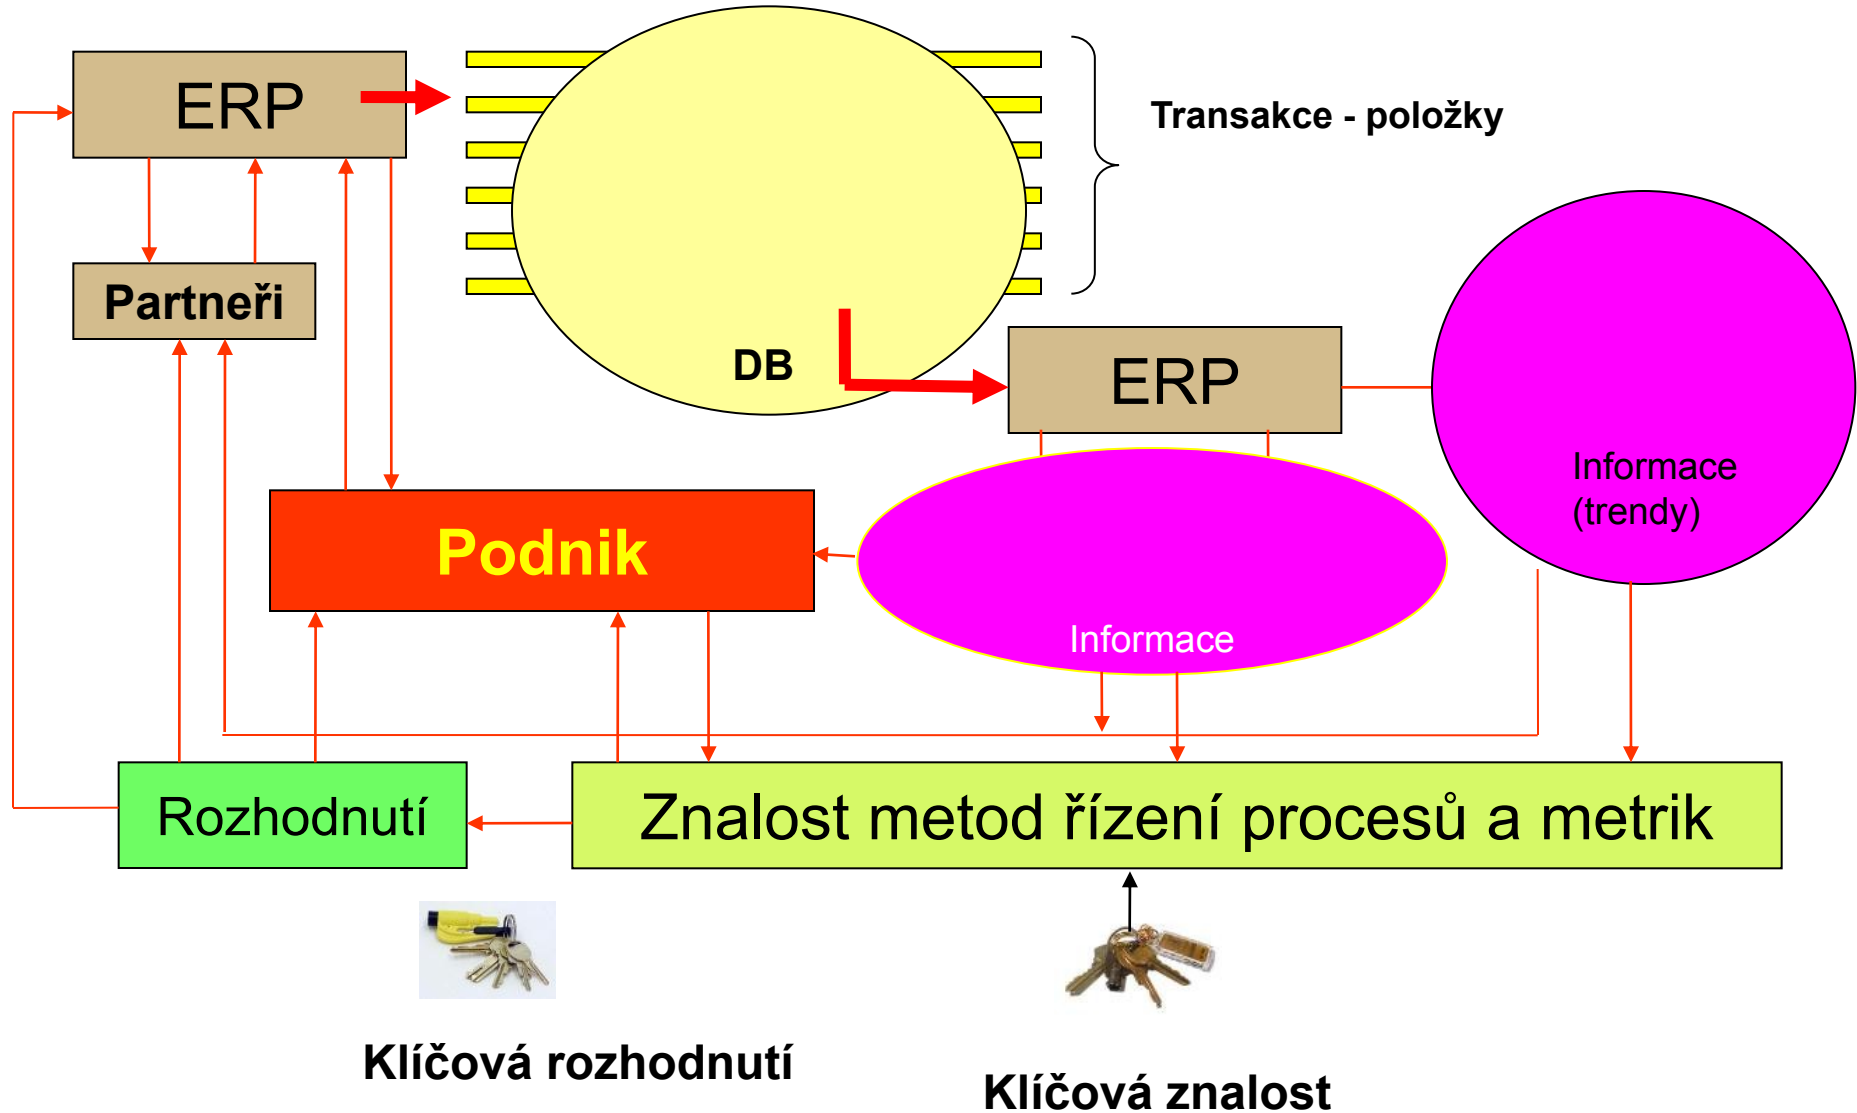 ERP
Transakce - položky
Partneři
DB
ERP
Informace
(trendy)
Podnik
Informace
Rozhodnutí
Znalost metod řízení procesů a metrik
Klíčová rozhodnutí
Klíčová znalost